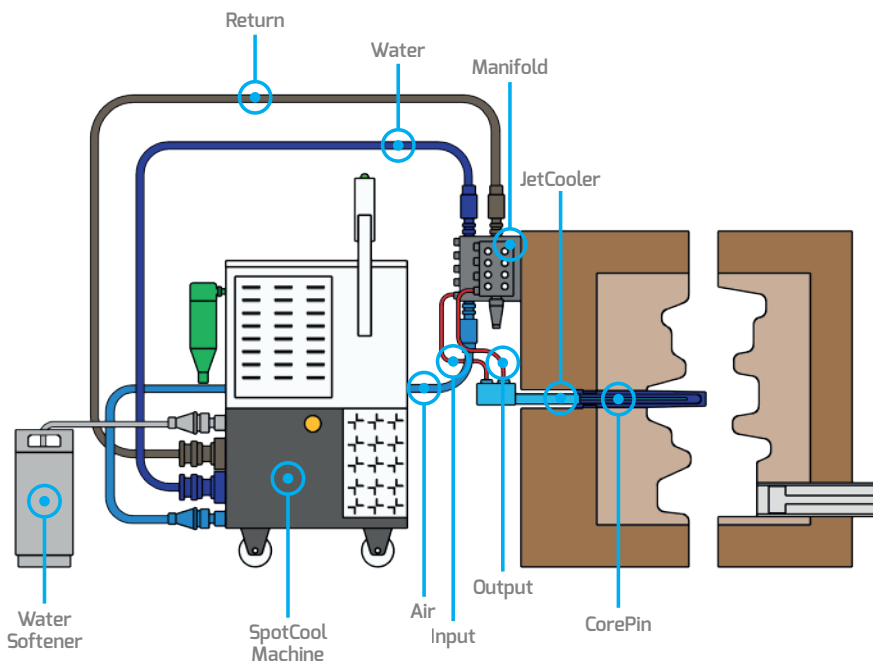 Return
Water
Manifold
JetCooler
Air
Input
Output
CorePin
Water
Softener
SpotCool
Machine